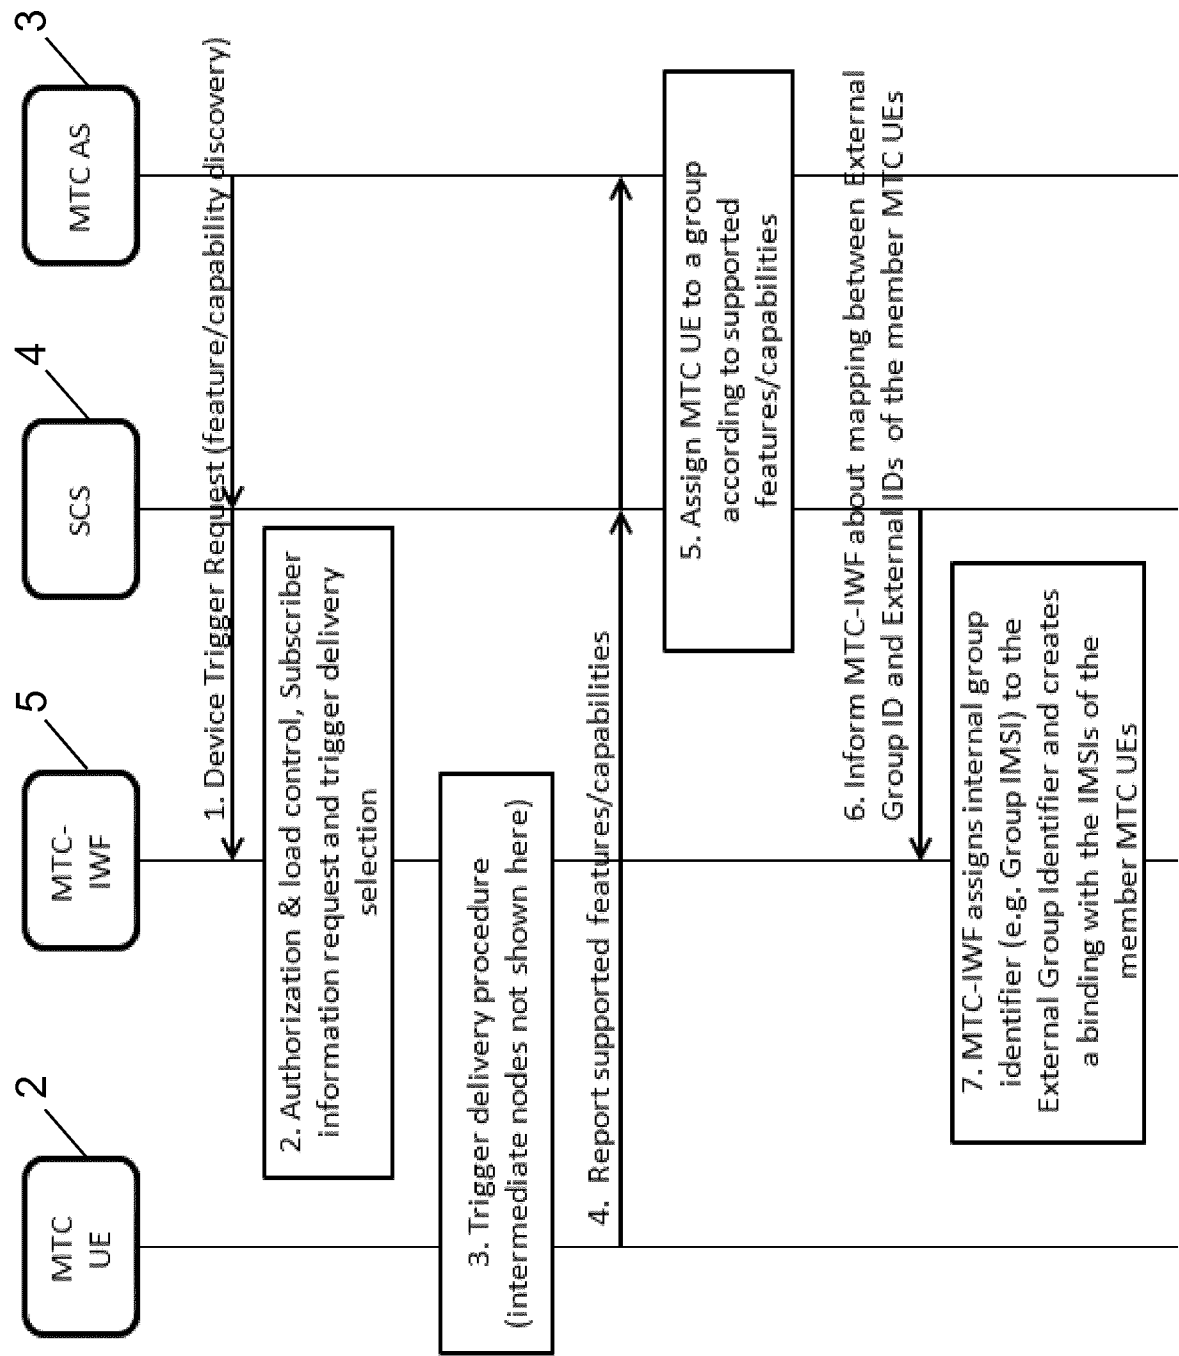 2
5
4
3
MTC
UE
MTC-
IWF
SCS
MTC AS
1. Device Trigger Request (feature/capability discovery)
2. Authorization & load control, Subscriber
information request and trigger delivery
selection
3. Trigger delivery procedure
(intermediate nodes not shown here)
4. Report supported features/capabilities
5. Assign MTC UE to a group
according to supported
features/capabilities
6. Inform MTC-IWF about mapping between External
Group ID and External IDs of the member MTC UEs
7. MTC-IWF assigns internal group
identifier (e.g. Group IMSI) to the
External Group Identifier and creates
a binding with the IMSIs of the
member MTC UEs